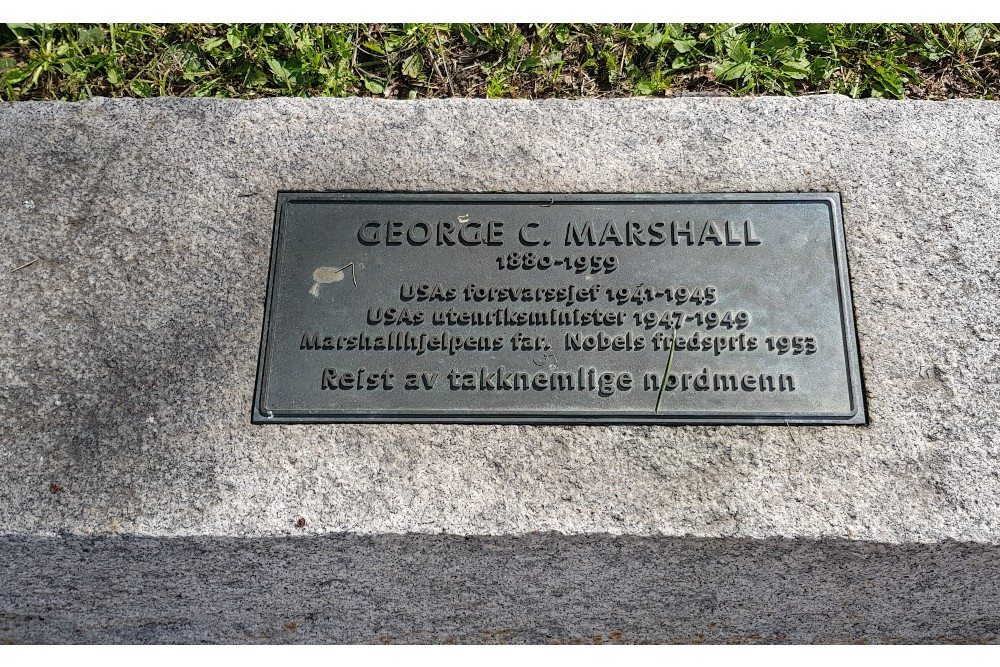 GEORGE C. MARSHALL
1880-1959
USAs forsvarssjef 1941-1945
USAs utenriksminister 1947-1949
Marshallhjelpens far. Nobels fredspris 1953
Reist av takknemlige nordmenn